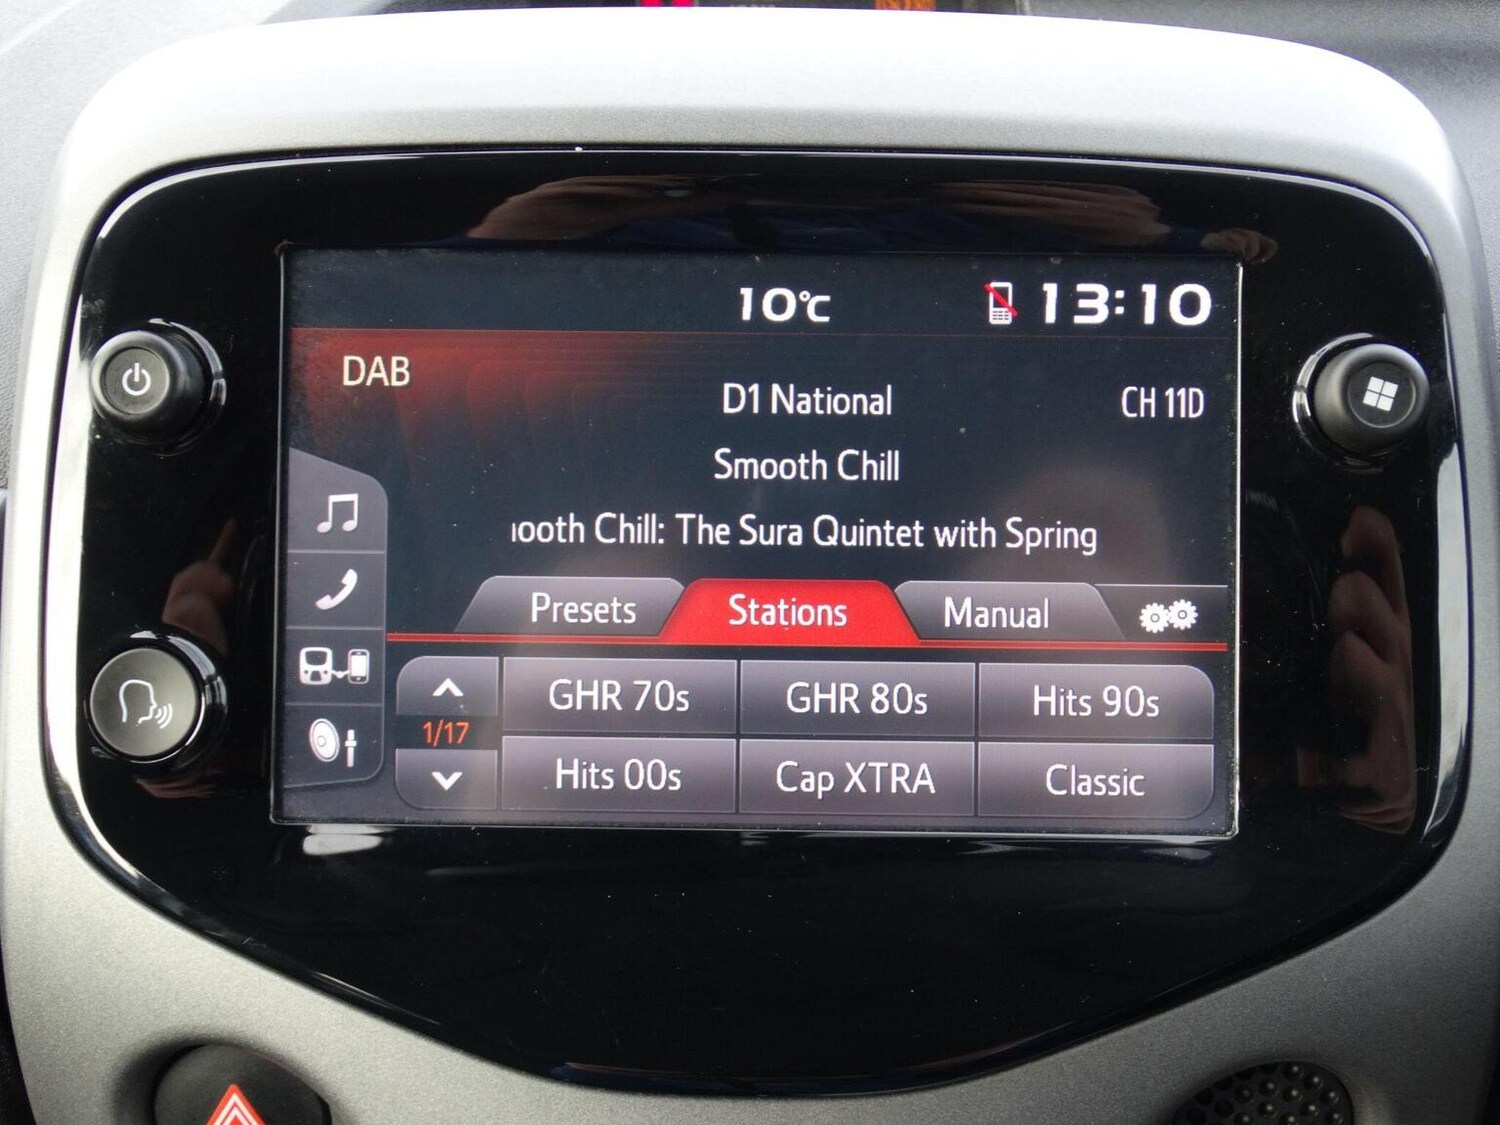 10°C 13:10
DAB
D1 National CH 11D
Smooth Chill
ooth Chill: The Sura Quintet with Spring
Presets Stations Manual
GHR 70s GHR 80s Hits 90s
1/17
Hits 00s Cap XTRA Classic